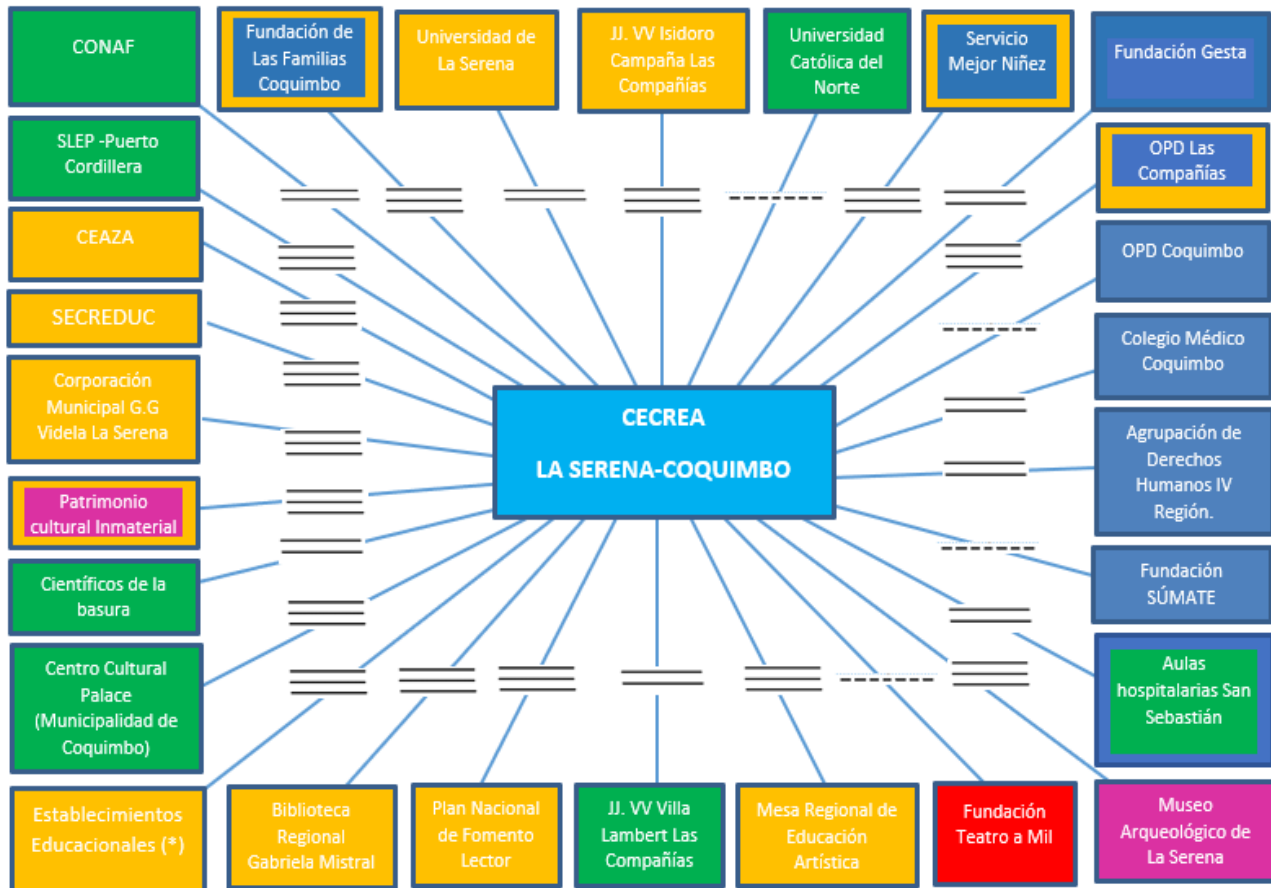 CONAF
Fundación de
Las Familias
Coquimbo
Universidad de
La Serena
JJ. VV Isidoro
Campaña Las
Compañías
Universidad
Católica del
Norte
Servicio
Mejor Niñez
Fundación Gesta
SLEP -Puerto
Cordillera
OPD Las
Compañías
CEAZA
OPD Coquimbo
SECREDUC
Colegio Médico
Coquimbo
Corporación
Municipal G.G
Videla La Serena
CECREA
LA SERENA-COQUIMBO
Agrupación de
Derechos
Humanos IV
Región.
Patrimonio
cultural Inmaterial
Científicos de la
basura
Fundación
SÚMATE
Centro Cultural
Palace
(Municipalidad de
Coquimbo)
Aulas
hospitalarias San
Sebastián
Establecimientos
Educacionales (*)
Biblioteca
Regional
Gabriela Mistral
Plan Nacional
de Fomento
Lector
JJ. VV Villa
Lambert Las
Compañías
Mesa Regional de
Educación
Artística
Fundación
Teatro a Mil
Museo
Arqueológico de
La Serena